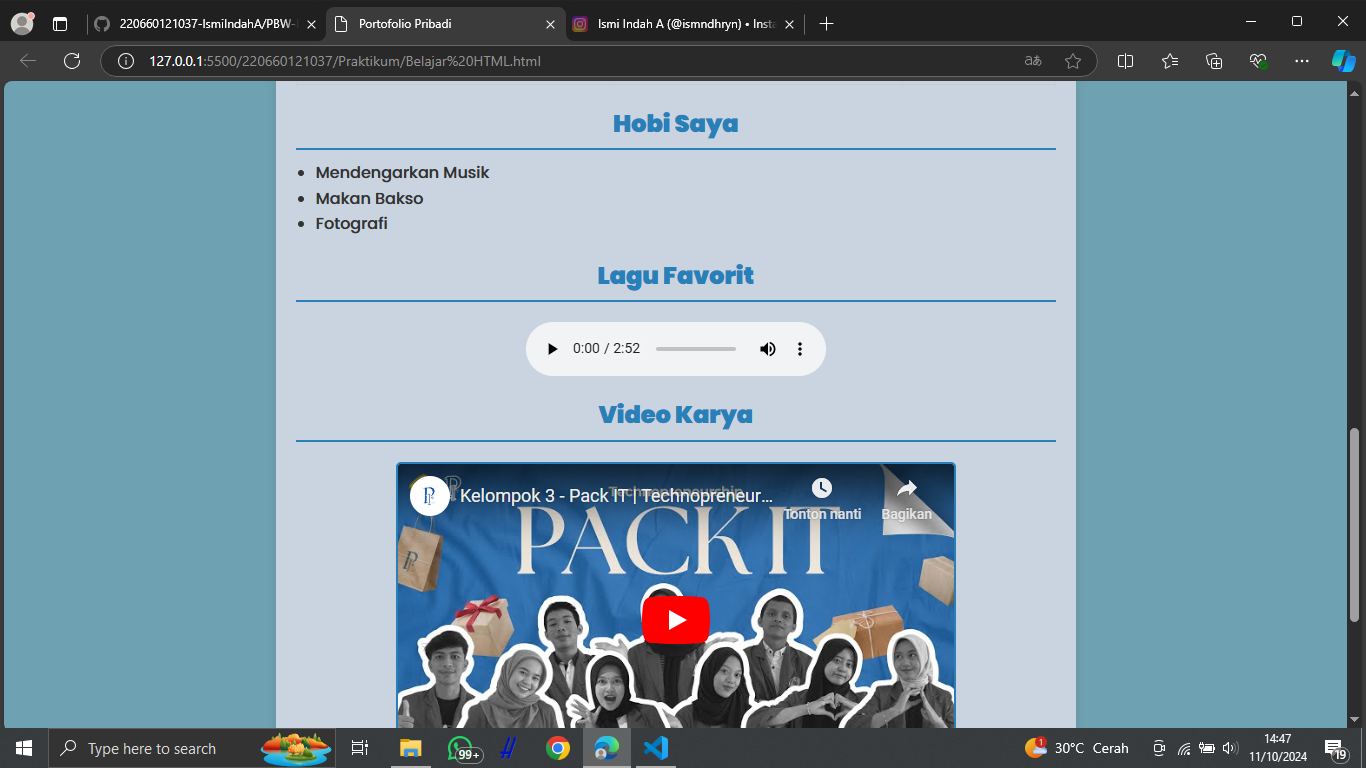 220660121037-IsmiIndahA/PBW-
Portofolio Pribadi
Ismi Indah A (@ismndhryn) • Insta
127.0.0.1:5500/220660121037/Praktikum/Belajar%20HTML.html
Hobi Saya
Mendengarkan Musik
Makan Bakso
Fotografi
Lagu Favorit
0:00 / 2:52
Video Karya
Kelompok 3 - Pack IT | Technopreneur...
Technopreneurship
Tonton nanti
Bagikan
PACK IT
Type here to search
99+
30°C Cerah
14:47
11/10/2024
1
19